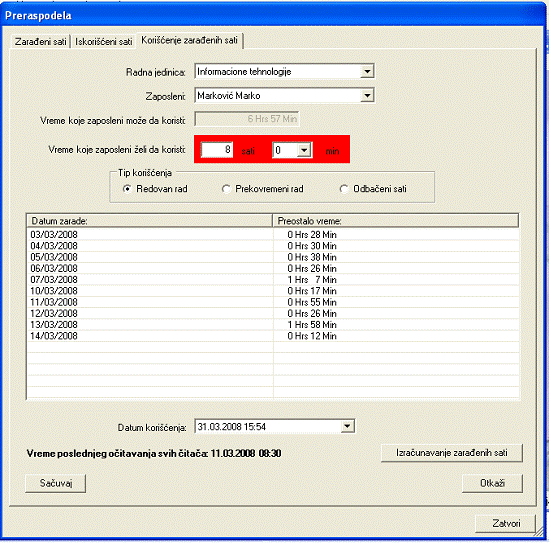 Preraspodela
Zarađeni sati Iskorišćeni sati Korišćenje zarađenih sati
Radna jedinica: Informacione tehnologije
Zaposleni: Marković Marko
Vreme koje zaposleni može da koristi: 6 Hrs 57 Min
Vreme koje zaposleni želi da koristi: 8 sati 0 min
Tip korišćenja
Redovan rad Prekovremeni rad Odbačeni sati
Datum zarade: Preostalo vreme:
03/03/2008 0 Hrs 28 Min
04/03/2008 0 Hrs 30 Min
05/03/2008 0 Hrs 38 Min
06/03/2008 0 Hrs 26 Min
07/03/2008 1 Hrs 7 Min
10/03/2008 0 Hrs 17 Min
11/03/2008 0 Hrs 55 Min
12/03/2008 0 Hrs 26 Min
13/03/2008 1 Hrs 58 Min
14/03/2008 0 Hrs 12 Min
Datum korišćenja: 31.03.2008 15:54
Vreme poslednjeg očitavanja svih čitača: 11.03.2008 08:30 Izračunavanje zarađenih sati
Sačuvaj Otkaži
Zatvori